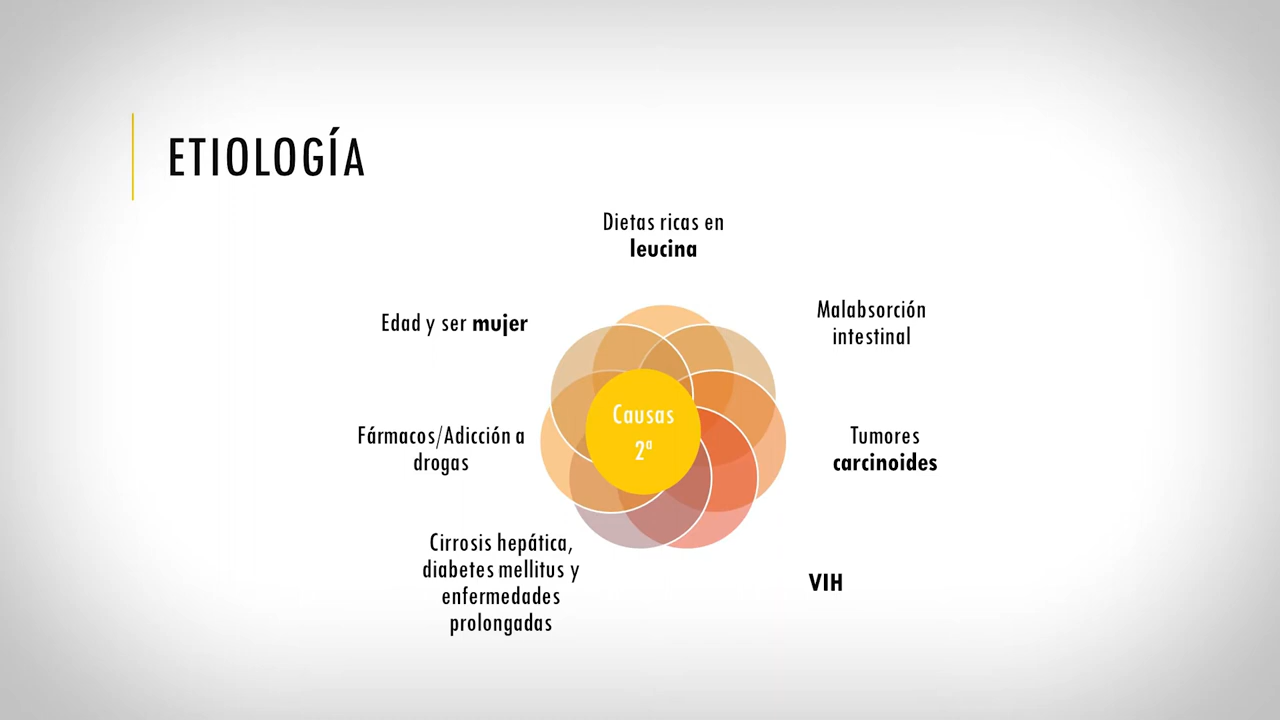 ETIOLOGÍA
Dietas ricas en
leucina
Malabsorción
intestinal
Tumores
carcinoides
VIH
Cirrosis hepática,
diabetes mellitus y
enfermedades
prolongadas
Fármacos/Adicción a
drogas
Edad y ser mujer
Causas
2ª